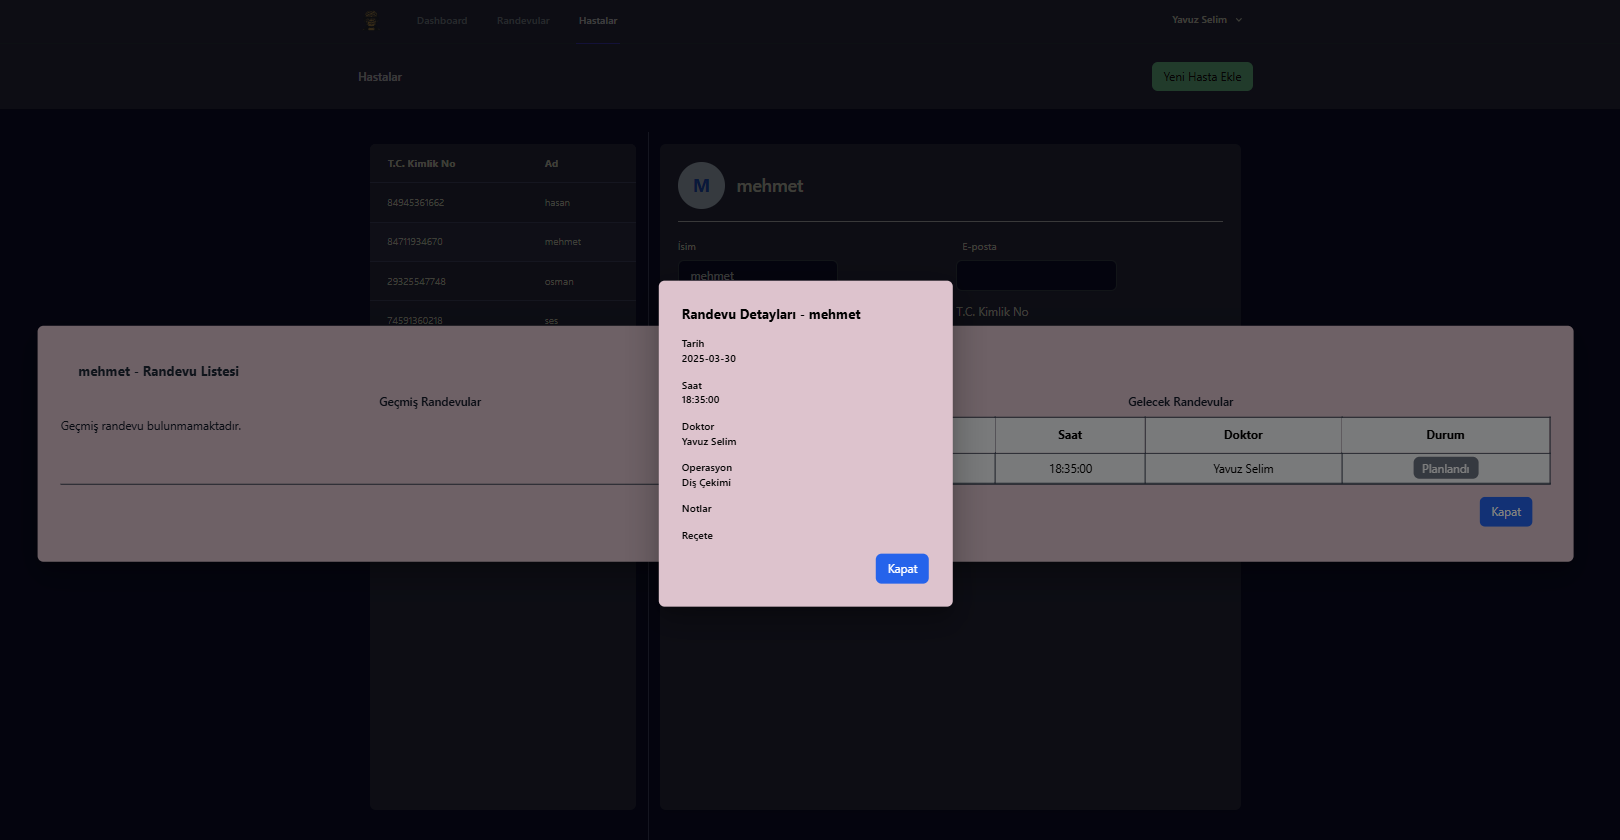 Dashboard Randevular Hastalar Yavuz Selim
Hastalar Yeni Hasta Ekle
T.C. Kimlik No Ad
84945361662 hasan
84711934670 mehmet
29325547748 osman
74591360218 ses
M mehmet
İsim E-posta
mehmet
T.C. Kimlik No
mehmet - Randevu Listesi
Geçmiş Randevular
Geçmiş randevu bulunmamaktadır.
Gelecek Randevular
Saat Doktor Durum
18:35:00 Yavuz Selim Planlandı
Kapat
Randevu Detayları - mehmet
Tarih
2025-03-30
Saat
18:35:00
Doktor
Yavuz Selim
Operasyon
Diş Çekimi
Notlar
Reçete
Kapat